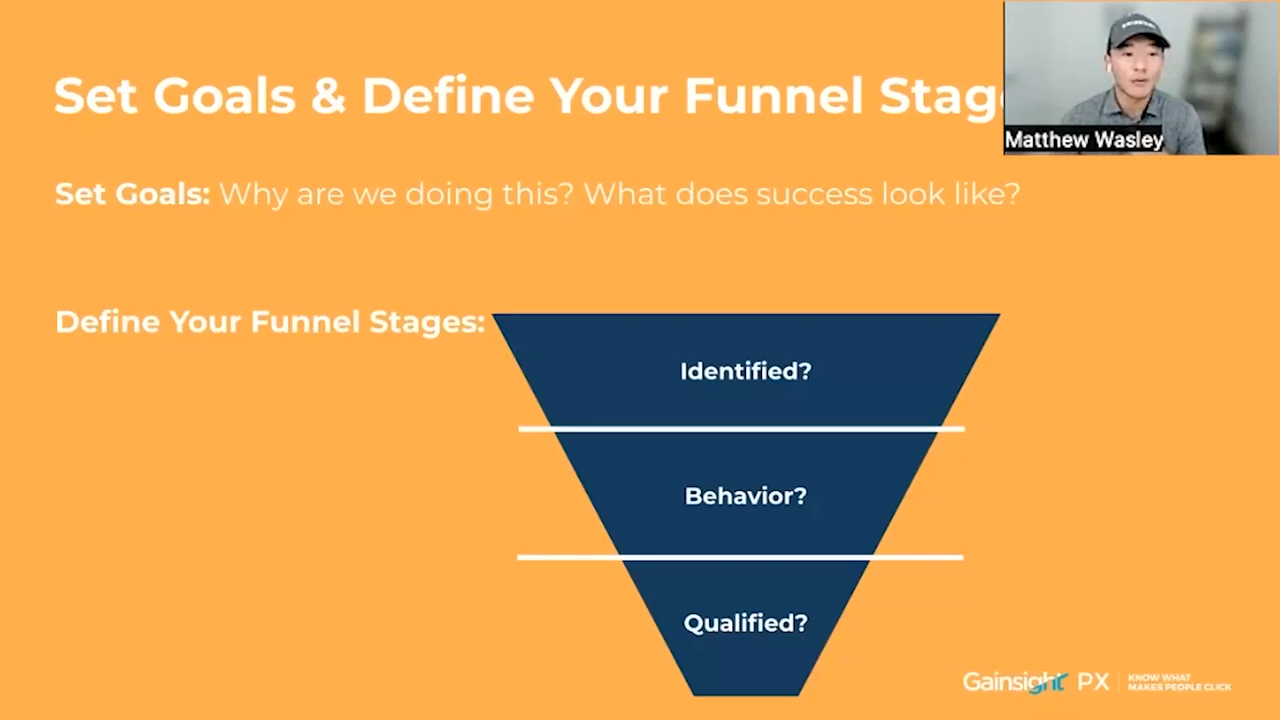 Set Goals & Define Your Funnel Stag
Matthew Wasley
Set Goals: Why are we doing this? What does success look like?
Define Your Funnel Stages:
Identified?
Behavior?
Qualified?
Gainsight PX
KNOW WHAT
MAKES PEOPLE CLICK